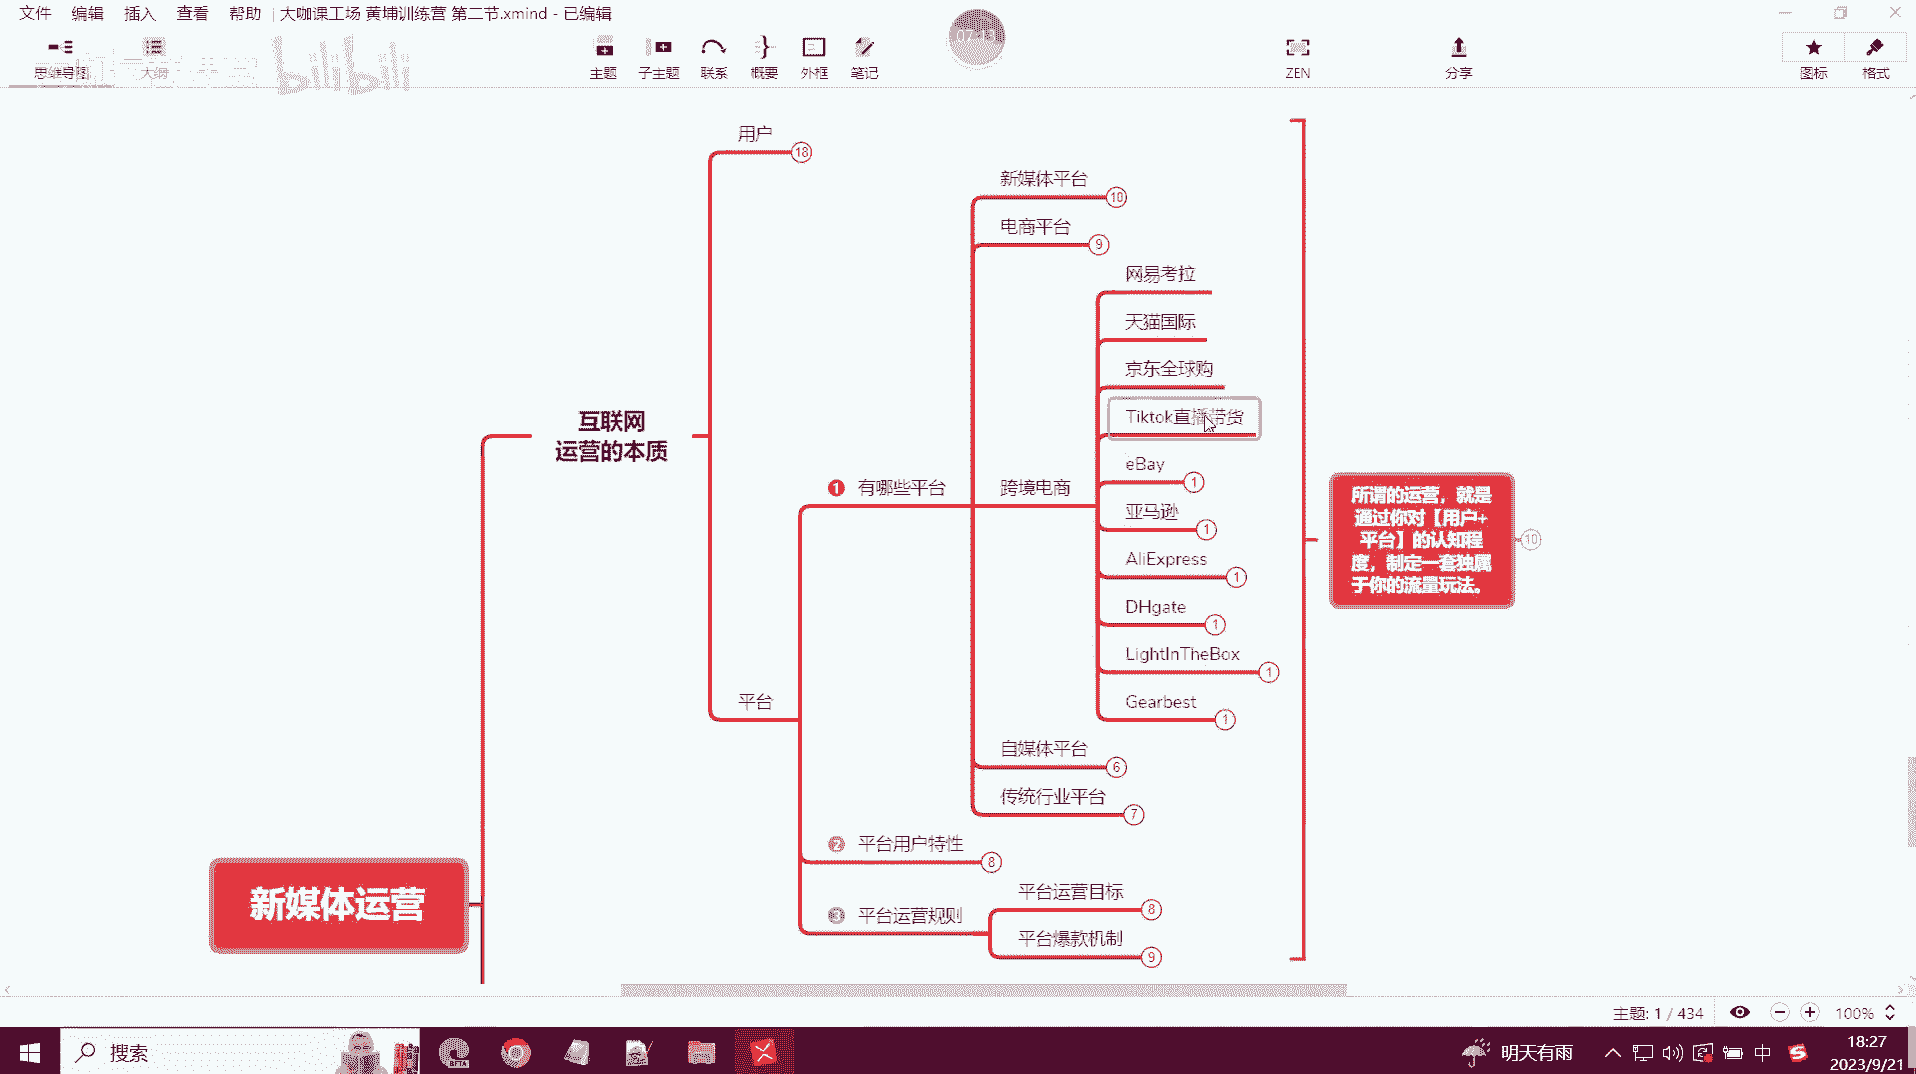 文件 编辑 插入 查看 帮助 大咖课工场 黄埔训练营 第二节.xmind - 已编辑
思维导图 大纲 bilibili 主题 子主题 联系 概要 外框 笔记 ZEN 分享 图标 格式
用户 18
新媒体平台 10
电商平台 9
网易考拉
天猫国际
京东全球购
Tiktok直播带货
eBay 1
亚马逊 1
AliExpress 1
DHgate 1
LightInTheBox 1
Gearbest 1
互联网
运营的本质
1 有哪些平台
跨境电商
所谓的运营，就是
通过你对【用户+
平台】的认知程
度，制定一套独属
于你的流量玩法。
10
平台
自媒体平台 6
传统行业平台 7
2 平台用户特性 8
3 平台运营规则
平台运营目标 8
平台爆款机制 9
新媒体运营
主题: 1 / 434 100%
搜索 BETA 明天有雨 中 18:27
2023/9/21